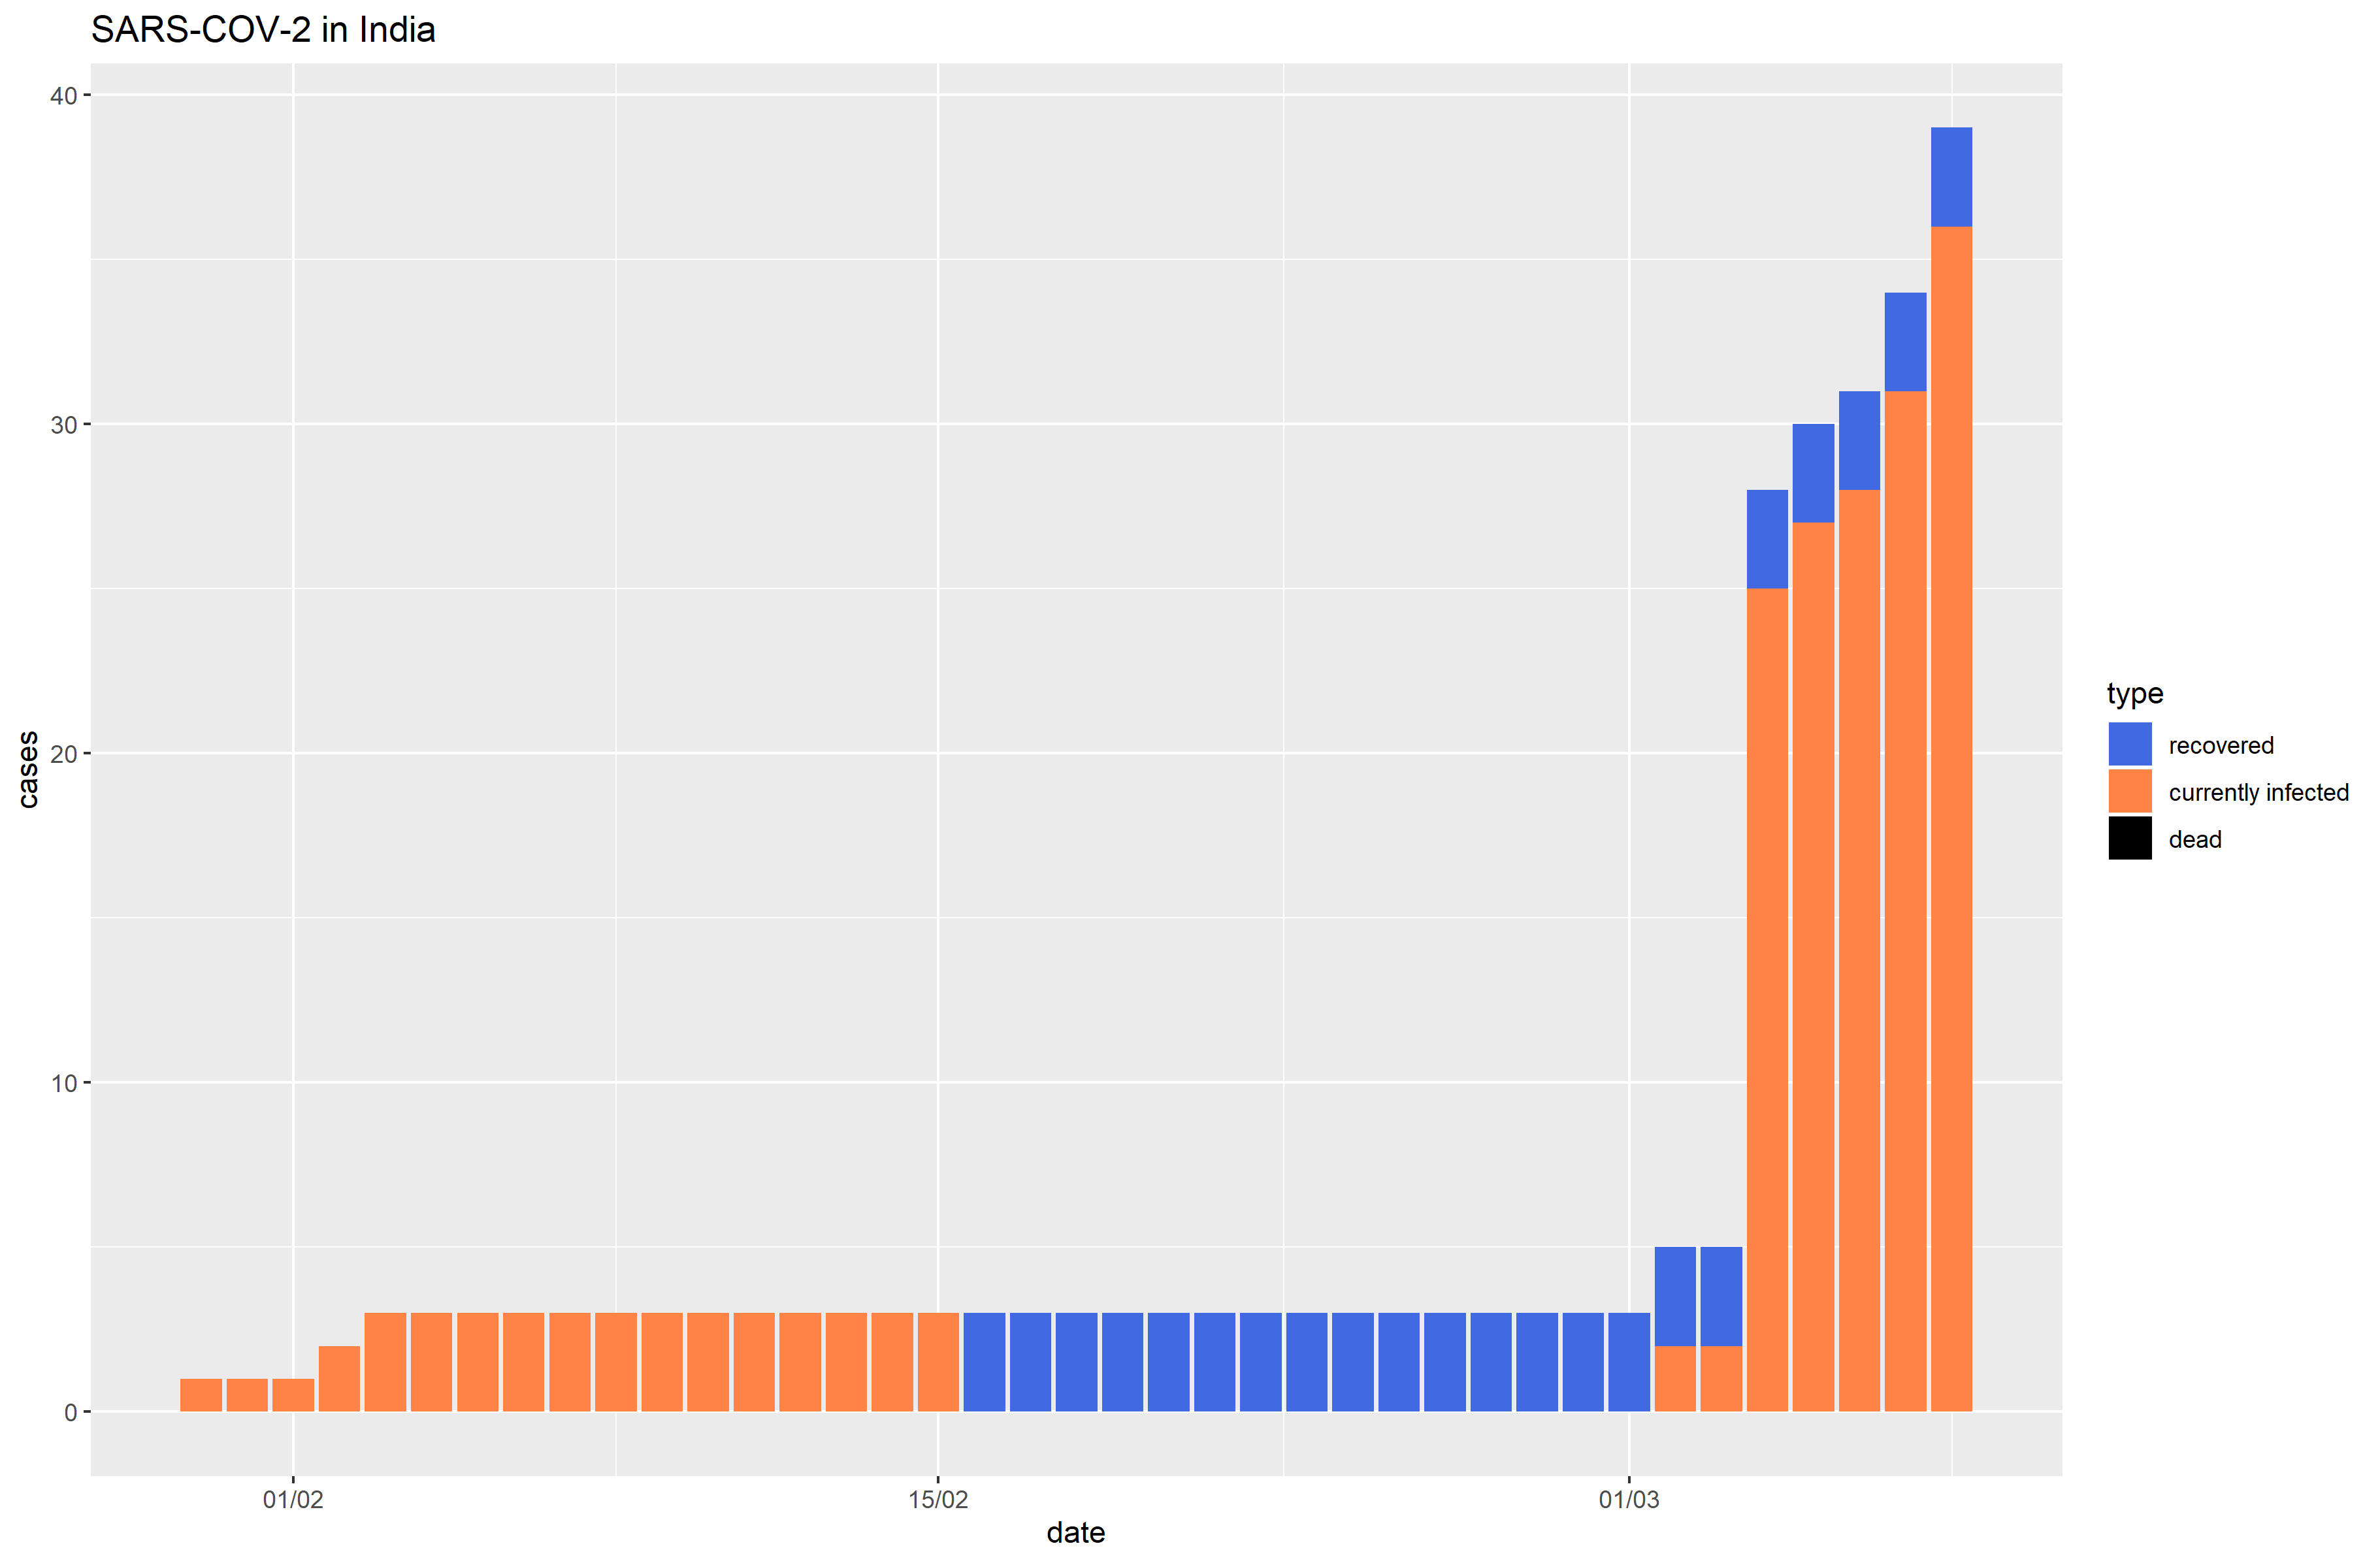 SARS-COV-2 in India
40
30
20
10
0
cases
01/02
15/02
01/03
date
type
recovered
currently infected
dead